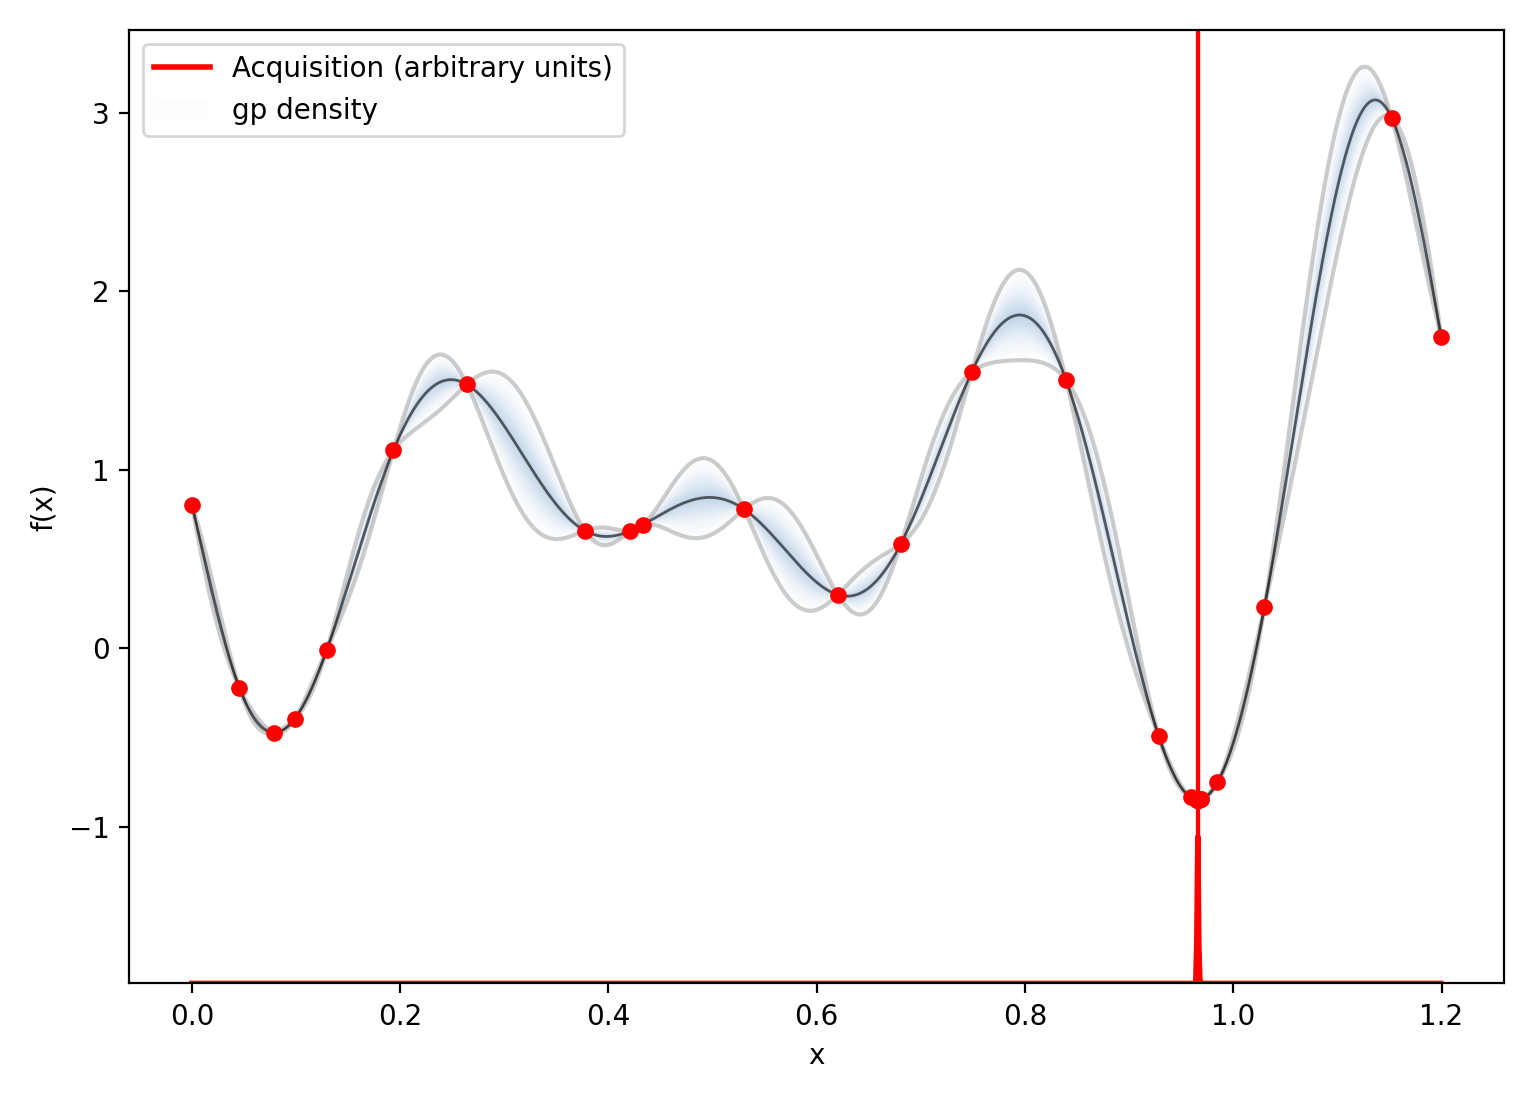 Acquisition (arbitrary units)
gp density
f(x)
3
2
1
0
−1
0.0 0.2 0.4 0.6 0.8 1.0 1.2
x